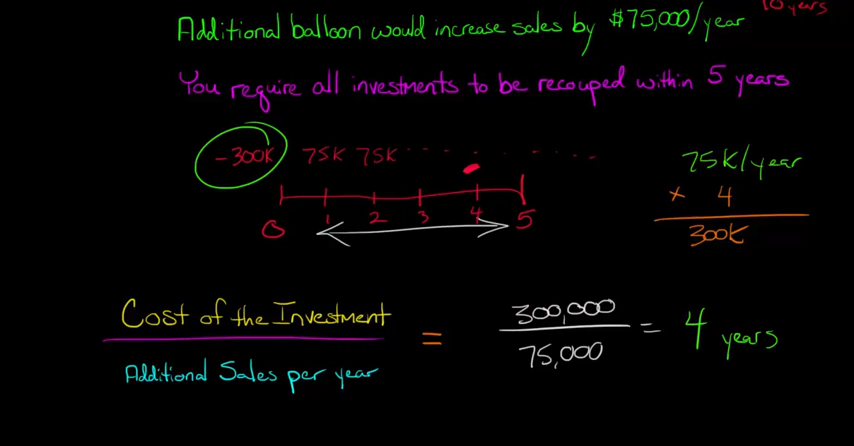 10 years
Additional balloon would increase sales by $75,000/year
You require all investments to be recouped within 5 years
-300K 75K 75K . . . . . . . . . .
0 1 2 3 4 5
75K/year
× 4
300K
Cost of the Investment
Additional Sales per year
=
300,000
75,000
= 4 years